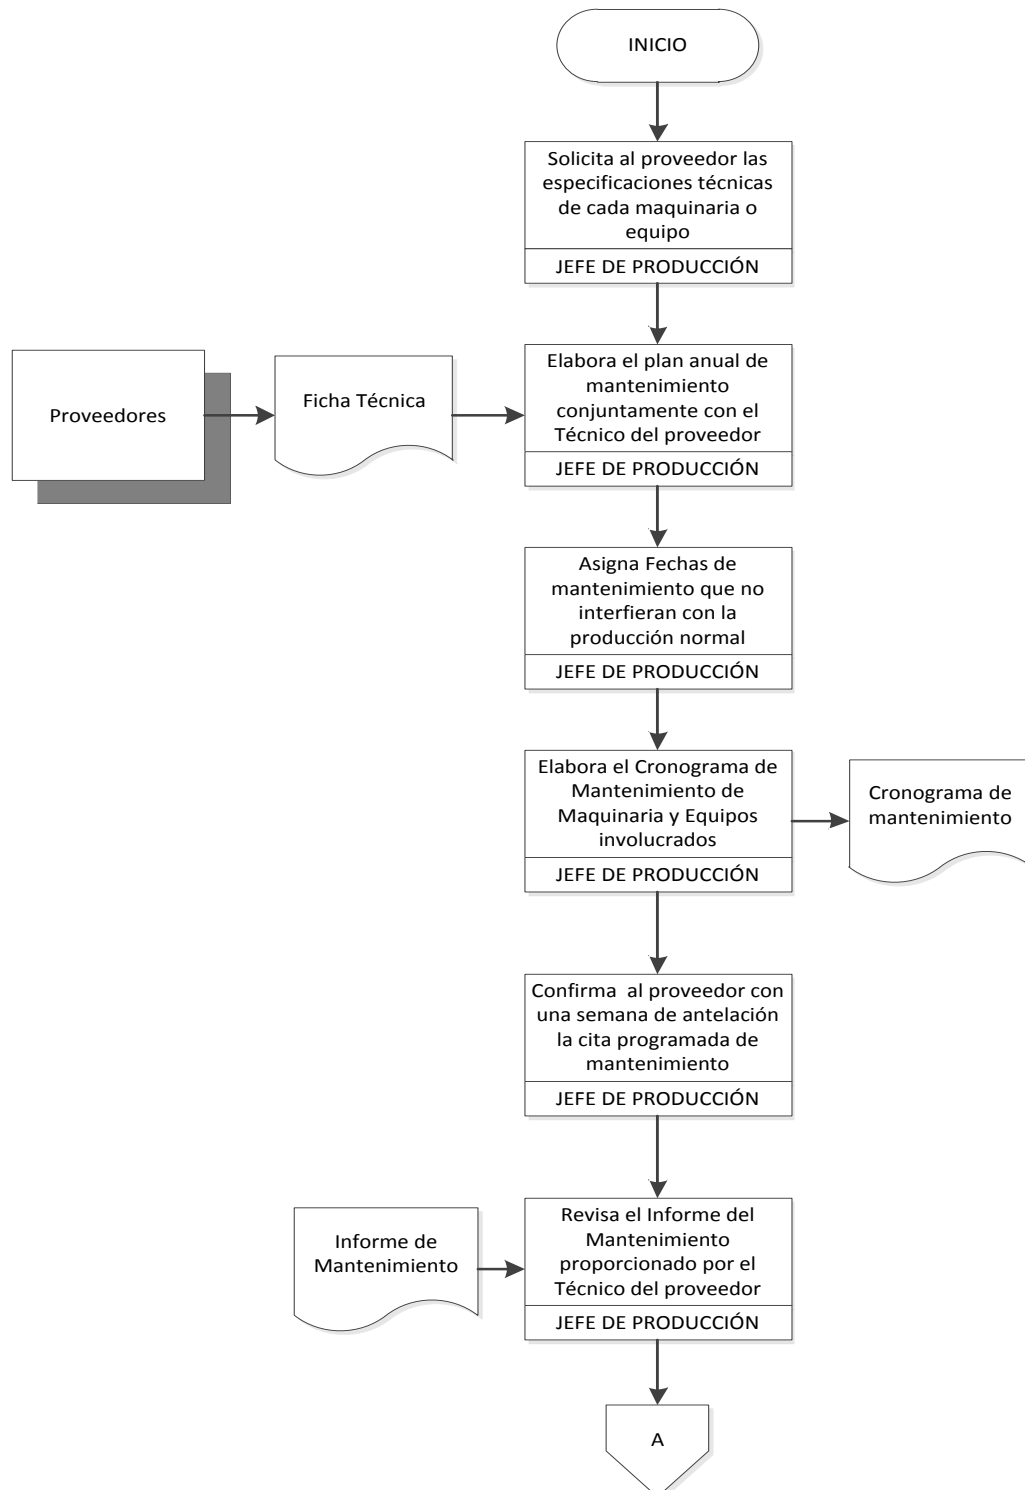 INICIO
Solicita al proveedor las
especificaciones técnicas
de cada maquinaria o
equipo
JEFE DE PRODUCCIÓN
Proveedores
Ficha Técnica
Elabora el plan anual de
mantenimiento
conjuntamente con el
Técnico del proveedor
JEFE DE PRODUCCIÓN
Asigna Fechas de
mantenimiento que no
interfieran con la
producción normal
JEFE DE PRODUCCIÓN
Elabora el Cronograma de
Mantenimiento de
Maquinaria y Equipos
involucrados
JEFE DE PRODUCCIÓN
Cronograma de
mantenimiento
Confirma  al proveedor con
una semana de antelación
la cita programada de
mantenimiento
JEFE DE PRODUCCIÓN
Informe de
Mantenimiento
Revisa el Informe del
Mantenimiento
proporcionado por el
Técnico del proveedor
JEFE DE PRODUCCIÓN
A